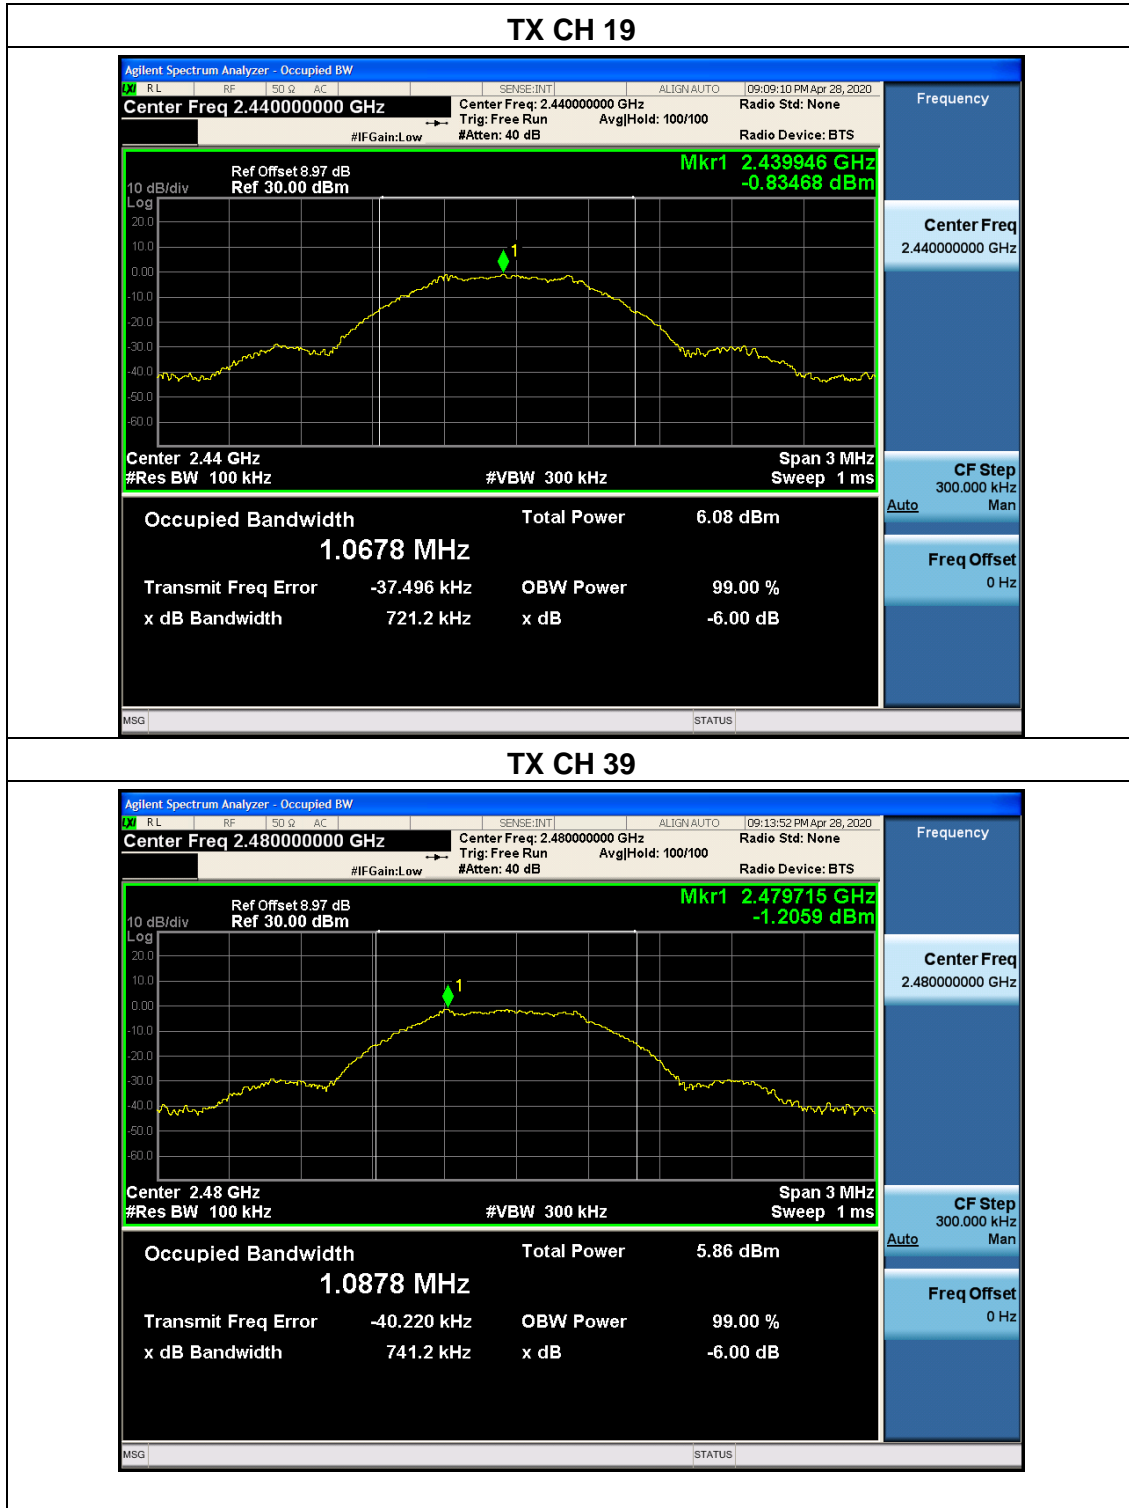 TX CH 19
Agilent Spectrum Analyzer - Occupied BW
LXI RL RF 50 Ω AC SENSE:INT ALIGN AUTO 09:09:10 PM Apr 28, 2020
Center Freq 2.440000000 GHz
Center Freq: 2.440000000 GHz Radio Std: None
Trig: Free Run Avg|Hold: 100/100
#IFGain:Low #Atten: 40 dB Radio Device: BTS
Frequency
Mkr1 2.439946 GHz
-0.83468 dBm
Ref Offset 8.97 dB
10 dB/div Ref 30.00 dBm
Log
20.0
10.0
0.00
-10.0
-20.0
-30.0
-40.0
-50.0
-60.0
1
Center 2.44 GHz Span 3 MHz
#Res BW 100 kHz #VBW 300 kHz Sweep 1 ms
Center Freq
2.440000000 GHz
CF Step
300.000 kHz
Auto Man
Freq Offset
0 Hz
Occupied Bandwidth Total Power 6.08 dBm
1.0678 MHz
Transmit Freq Error -37.496 kHz OBW Power 99.00 %
x dB Bandwidth 721.2 kHz x dB -6.00 dB
MSG STATUS
TX CH 39
Agilent Spectrum Analyzer - Occupied BW
LXI RL RF 50 Ω AC SENSE:INT ALIGN AUTO 09:13:52 PM Apr 28, 2020
Center Freq 2.480000000 GHz
Center Freq: 2.480000000 GHz Radio Std: None
Trig: Free Run Avg|Hold: 100/100
#IFGain:Low #Atten: 40 dB Radio Device: BTS
Frequency
Mkr1 2.479715 GHz
-1.2059 dBm
Ref Offset 8.97 dB
10 dB/div Ref 30.00 dBm
Log
20.0
10.0
0.00
-10.0
-20.0
-30.0
-40.0
-50.0
-60.0
1
Center 2.48 GHz Span 3 MHz
#Res BW 100 kHz #VBW 300 kHz Sweep 1 ms
Center Freq
2.480000000 GHz
CF Step
300.000 kHz
Auto Man
Freq Offset
0 Hz
Occupied Bandwidth Total Power 5.86 dBm
1.0878 MHz
Transmit Freq Error -40.220 kHz OBW Power 99.00 %
x dB Bandwidth 741.2 kHz x dB -6.00 dB
MSG STATUS